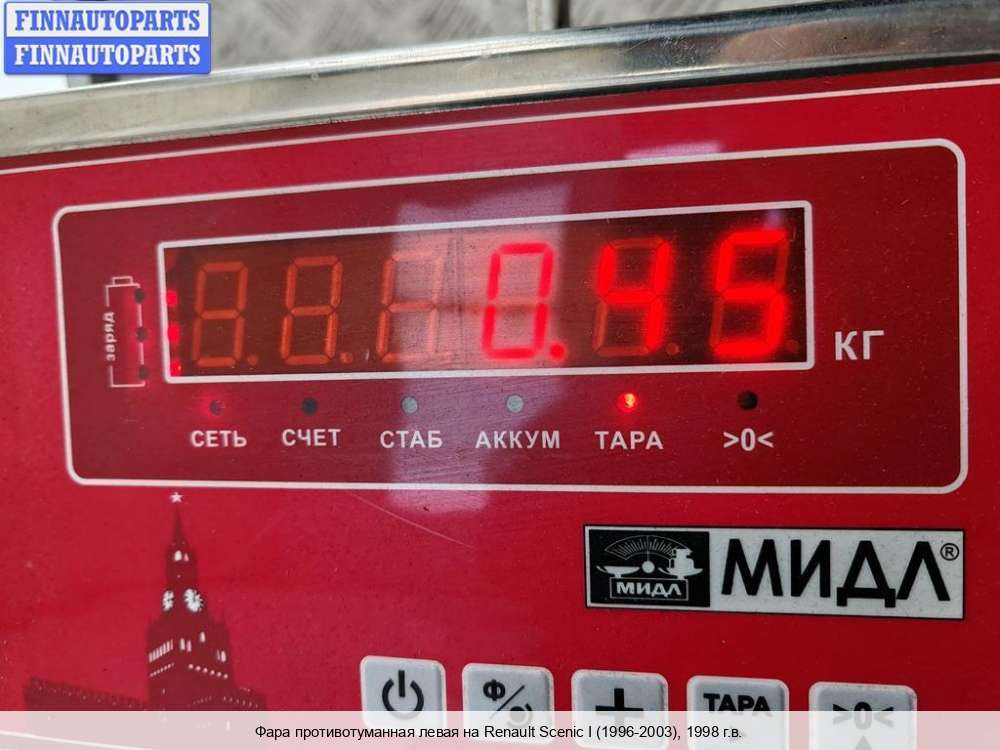 FINNAUTOPARTS
FINNAUTOPARTS
0.45
КГ
заряд
СЕТЬ СЧЕТ СТАБ АККУМ ТАРА >0<
МИДЛ МИДЛ®
Ф/
+ ТАРА >0<
Фара противотуманная левая на Renault Scenic I (1996-2003), 1998 г.в.